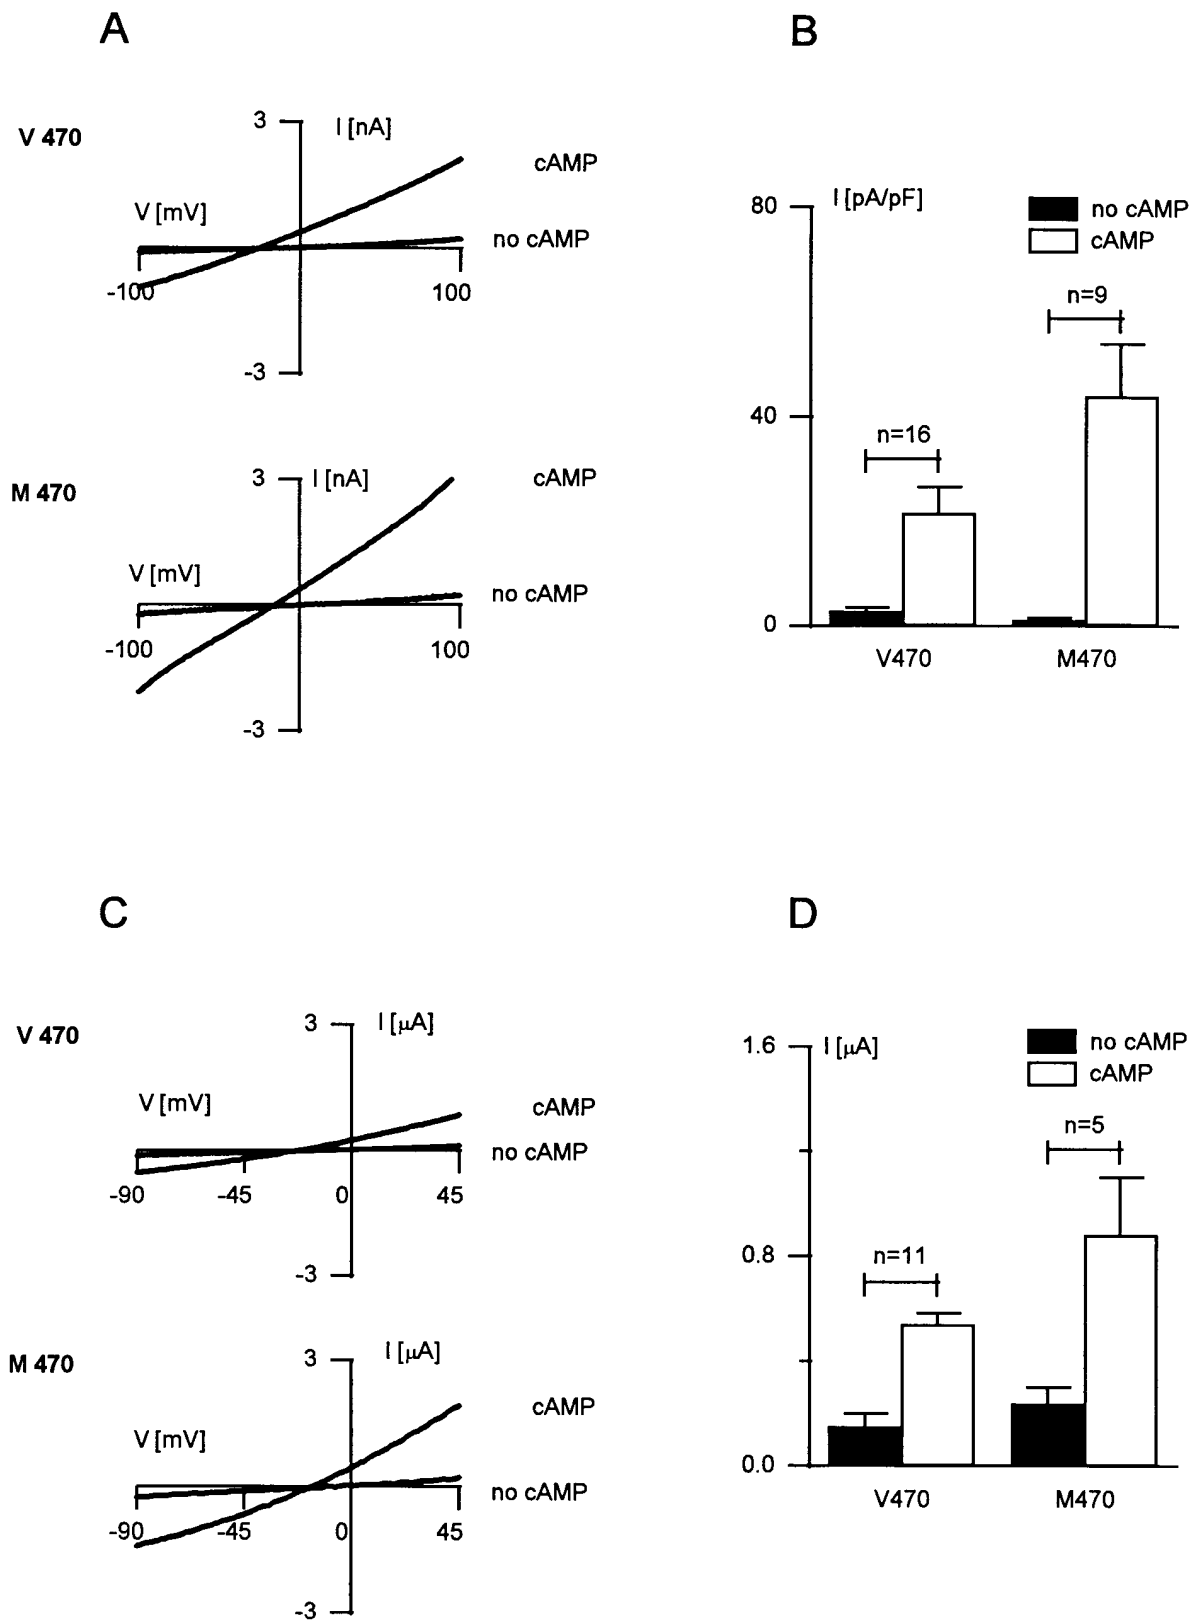 A
V 470
3 I [nA]
cAMP
V [mV]
no cAMP
-100 100
-3
M 470
3 I [nA]
cAMP
V [mV]
no cAMP
-100 100
-3
B
80 I [pA/pF]
no cAMP
cAMP
n=9
40
n=16
0
V470 M470
C
V 470
3 I [μA]
V [mV]
cAMP
no cAMP
-90 -45 0 45
-3
M 470
3 I [μA]
cAMP
V [mV]
no cAMP
-90 -45 0 45
-3
D
1.6 I [μA]
no cAMP
cAMP
n=5
0.8
n=11
0.0
V470 M470